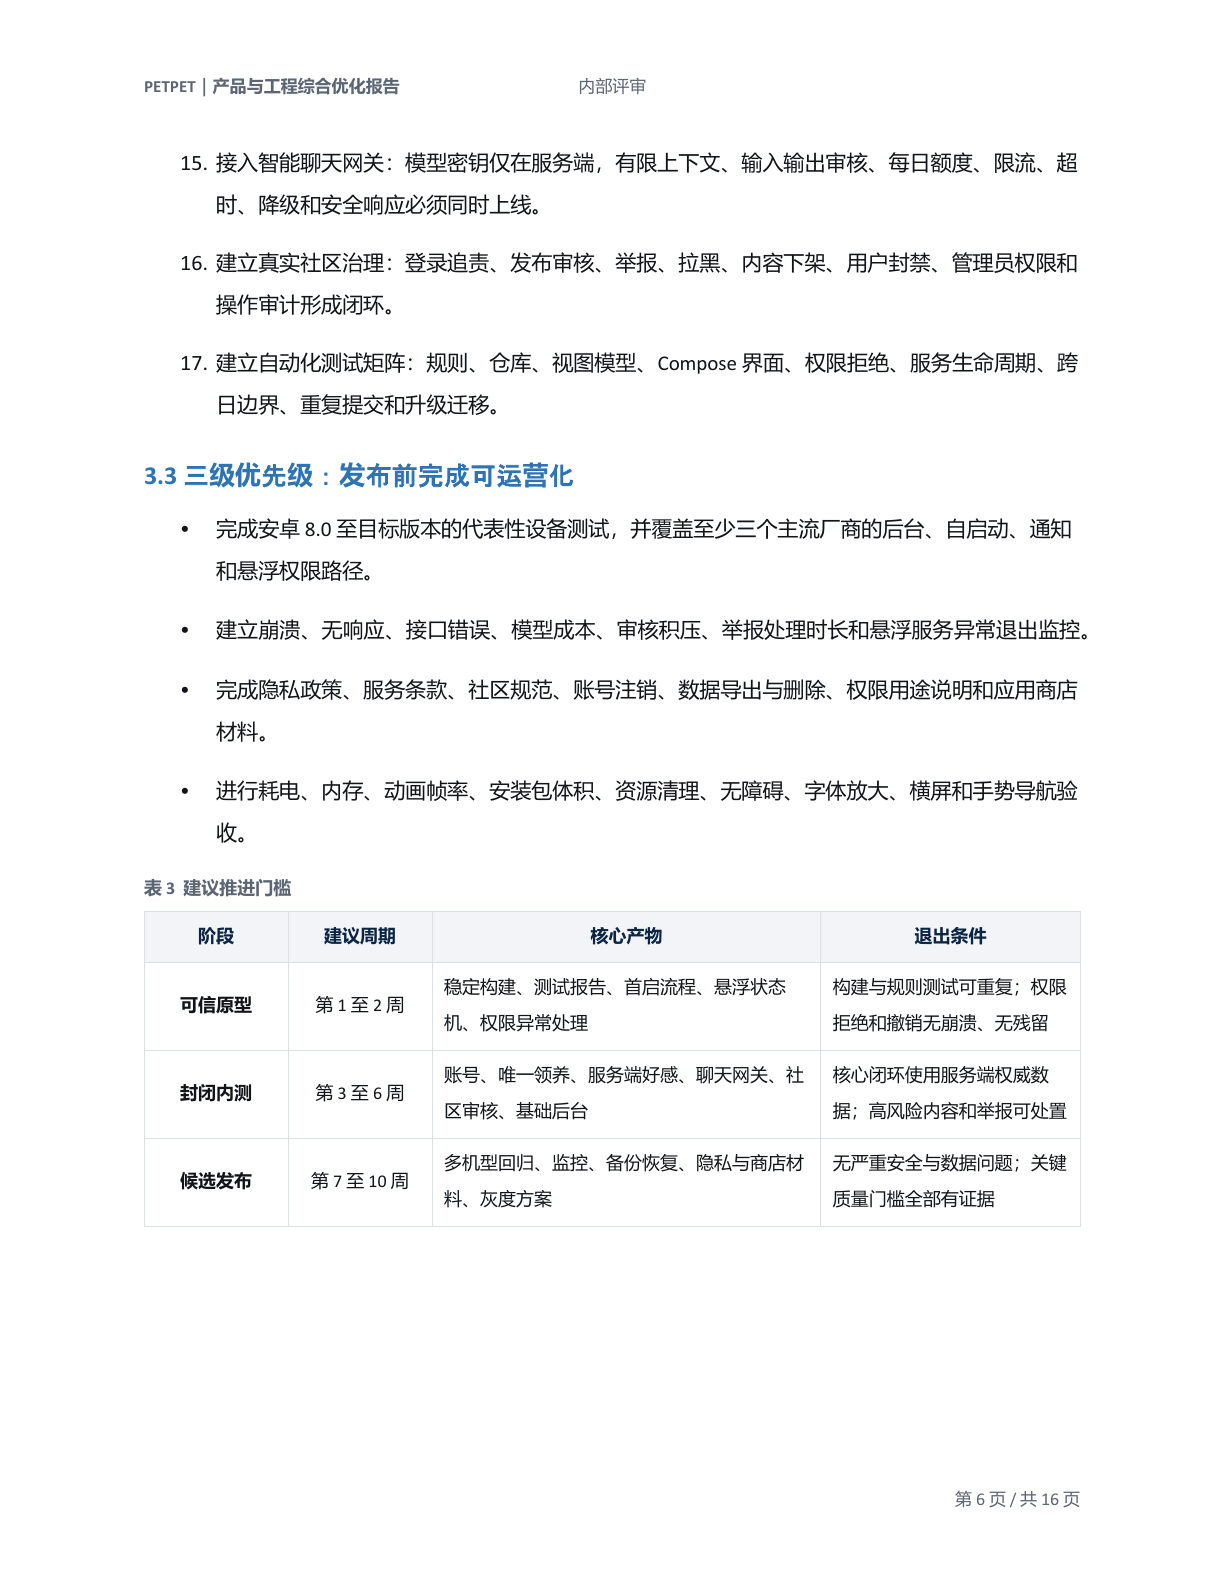 PETPET｜产品与工程综合优化报告 内部评审
15. 接入智能聊天网关：模型密钥仅在服务端，有限上下文、输入输出审核、每日额度、限流、超
时、降级和安全响应必须同时上线。
16. 建立真实社区治理：登录追责、发布审核、举报、拉黑、内容下架、用户封禁、管理员权限和
操作审计形成闭环。
17. 建立自动化测试矩阵：规则、仓库、视图模型、Compose 界面、权限拒绝、服务生命周期、跨
日边界、重复提交和升级迁移。
3.3 三级优先级：发布前完成可运营化
• 完成安卓 8.0 至目标版本的代表性设备测试，并覆盖至少三个主流厂商的后台、自启动、通知
和悬浮权限路径。
• 建立崩溃、无响应、接口错误、模型成本、审核积压、举报处理时长和悬浮服务异常退出监控。
• 完成隐私政策、服务条款、社区规范、账号注销、数据导出与删除、权限用途说明和应用商店
材料。
• 进行耗电、内存、动画帧率、安装包体积、资源清理、无障碍、字体放大、横屏和手势导航验
收。
表 3 建议推进门槛
阶段 建议周期 核心产物 退出条件
可信原型 第 1 至 2 周 稳定构建、测试报告、首启流程、悬浮状态
机、权限异常处理 构建与规则测试可重复；权限
拒绝和撤销无崩溃、无残留
封闭内测 第 3 至 6 周 账号、唯一领养、服务端好感、聊天网关、社
区审核、基础后台 核心闭环使用服务端权威数
据；高风险内容和举报可处置
候选发布 第 7 至 10 周 多机型回归、监控、备份恢复、隐私与商店材
料、灰度方案 无严重安全与数据问题；关键
质量门槛全部有证据
第 6 页 / 共 16 页